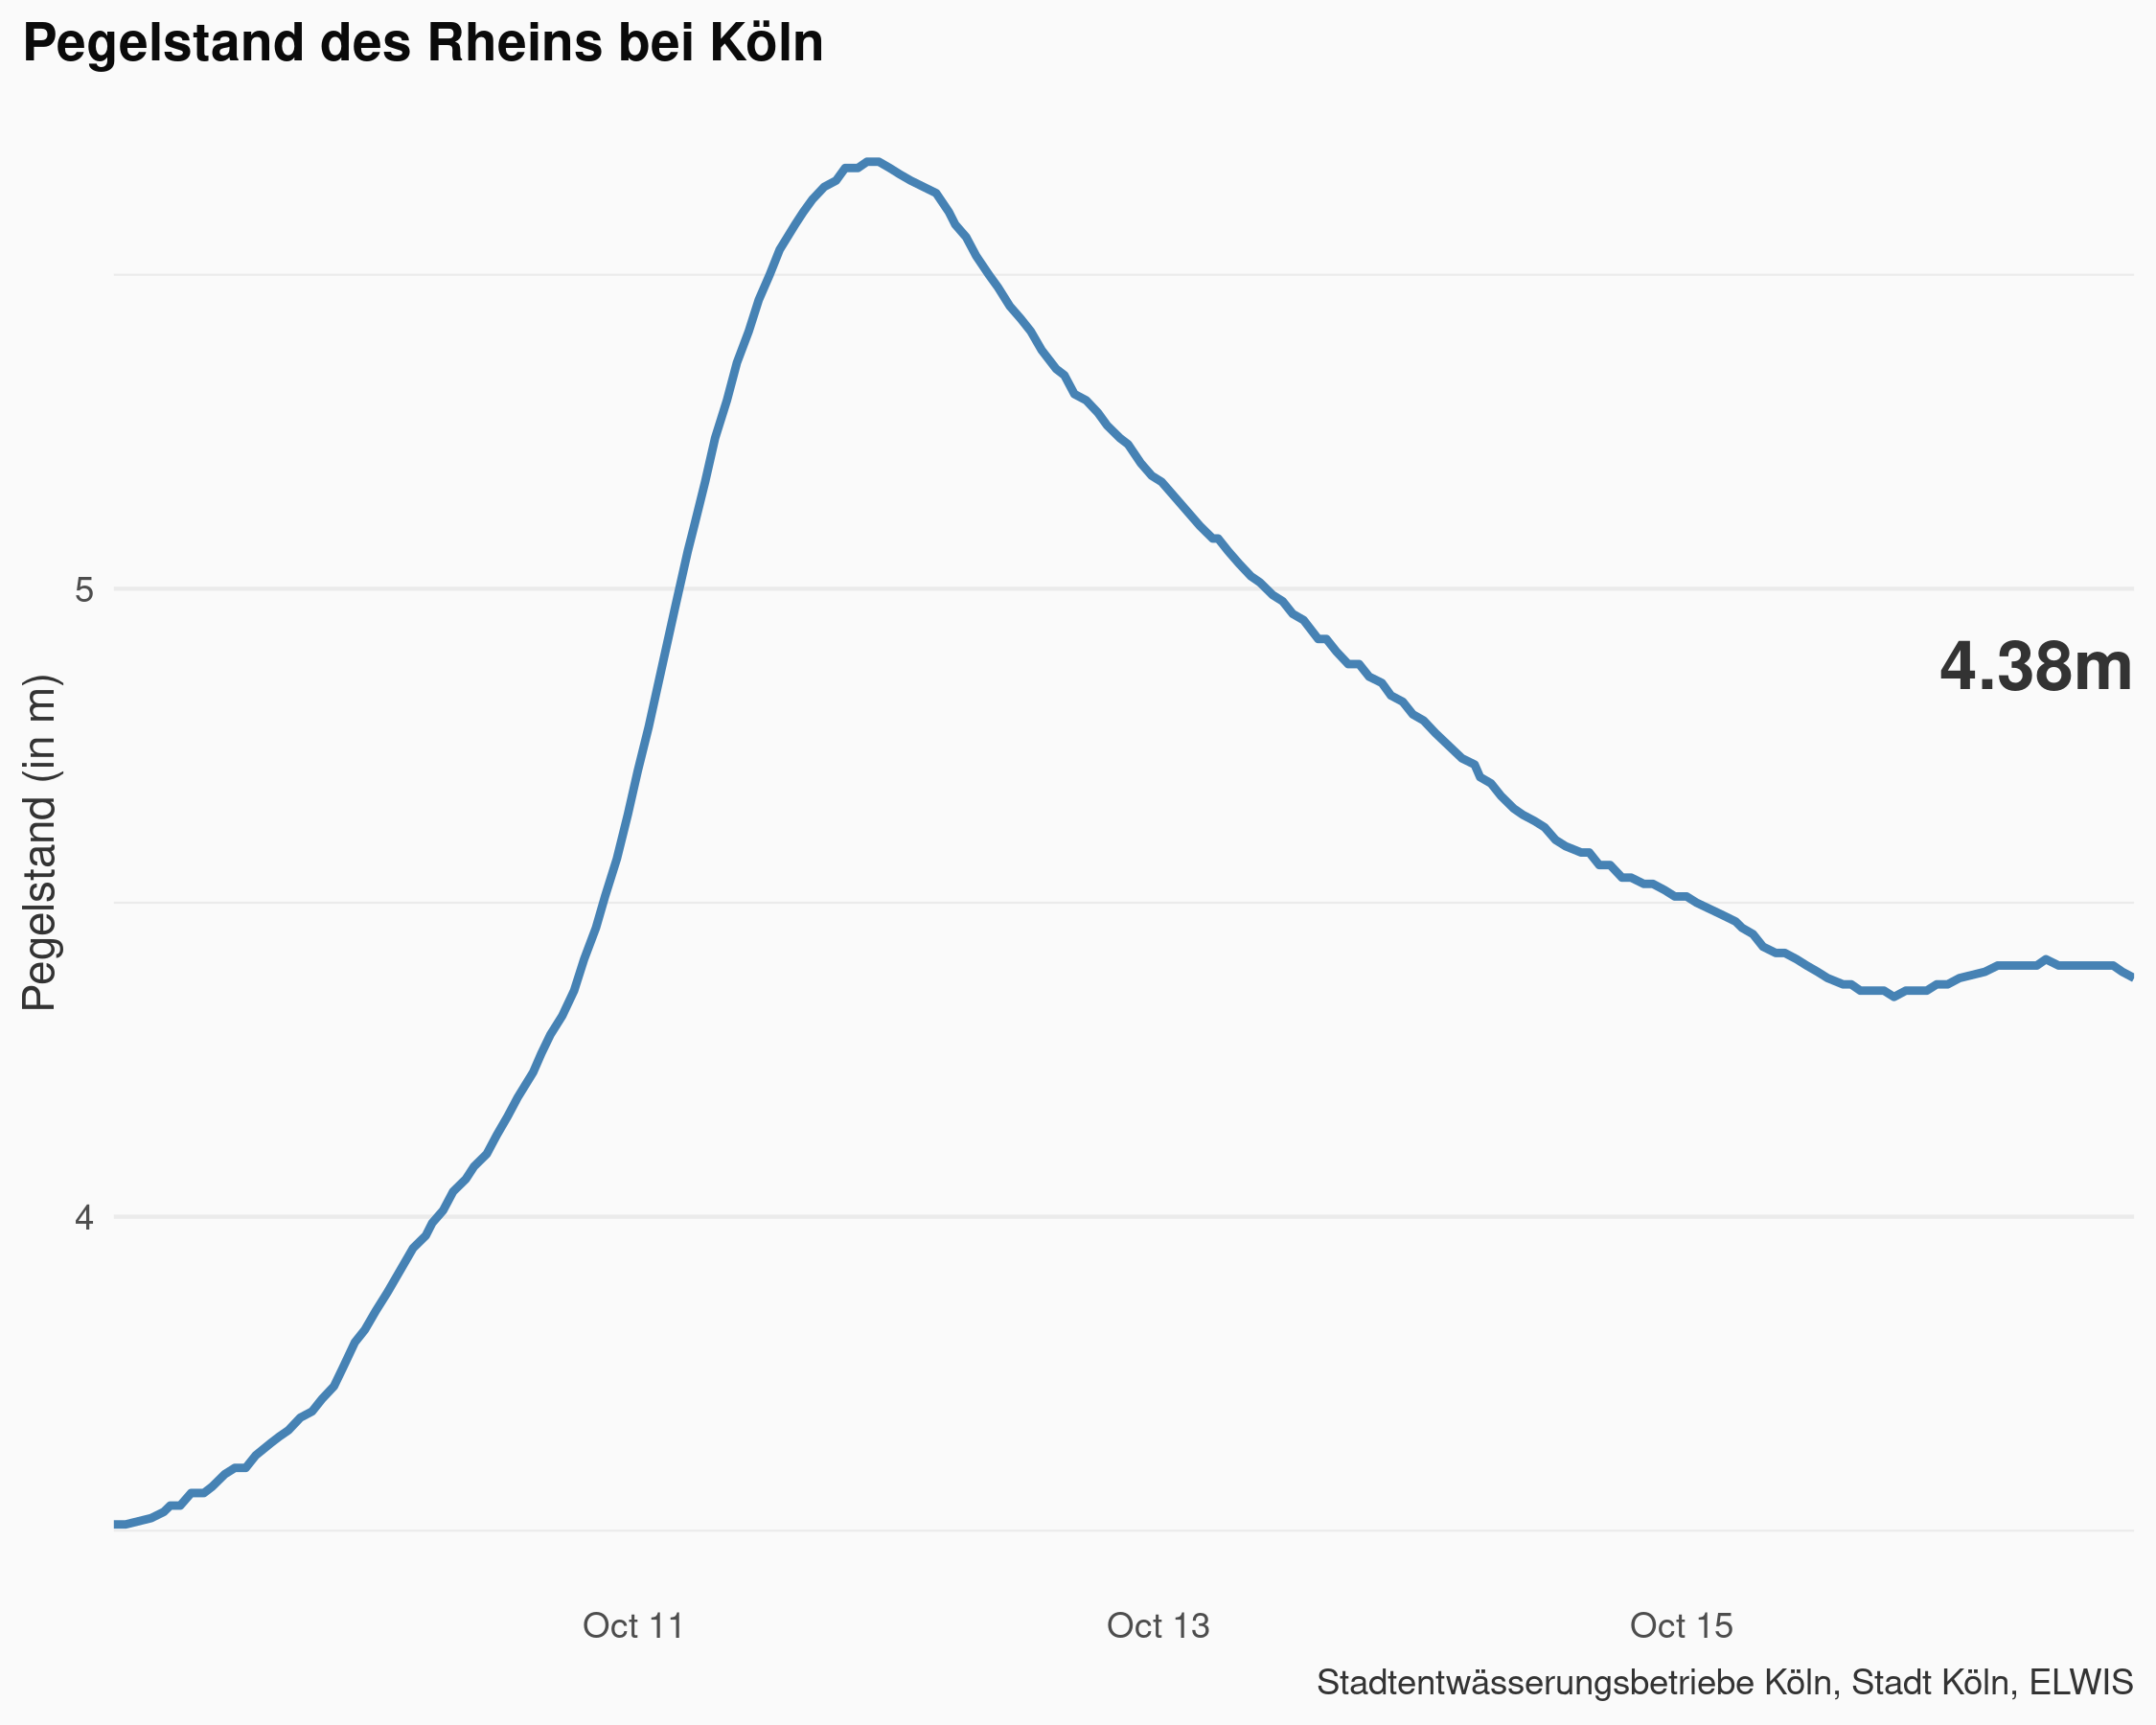 Pegelstand des Rheins bei Köln
Pegelstand (in m)
5
4
4.38m
Oct 11
Oct 13
Oct 15
Stadtentwässerungsbetriebe Köln, Stadt Köln, ELWIS